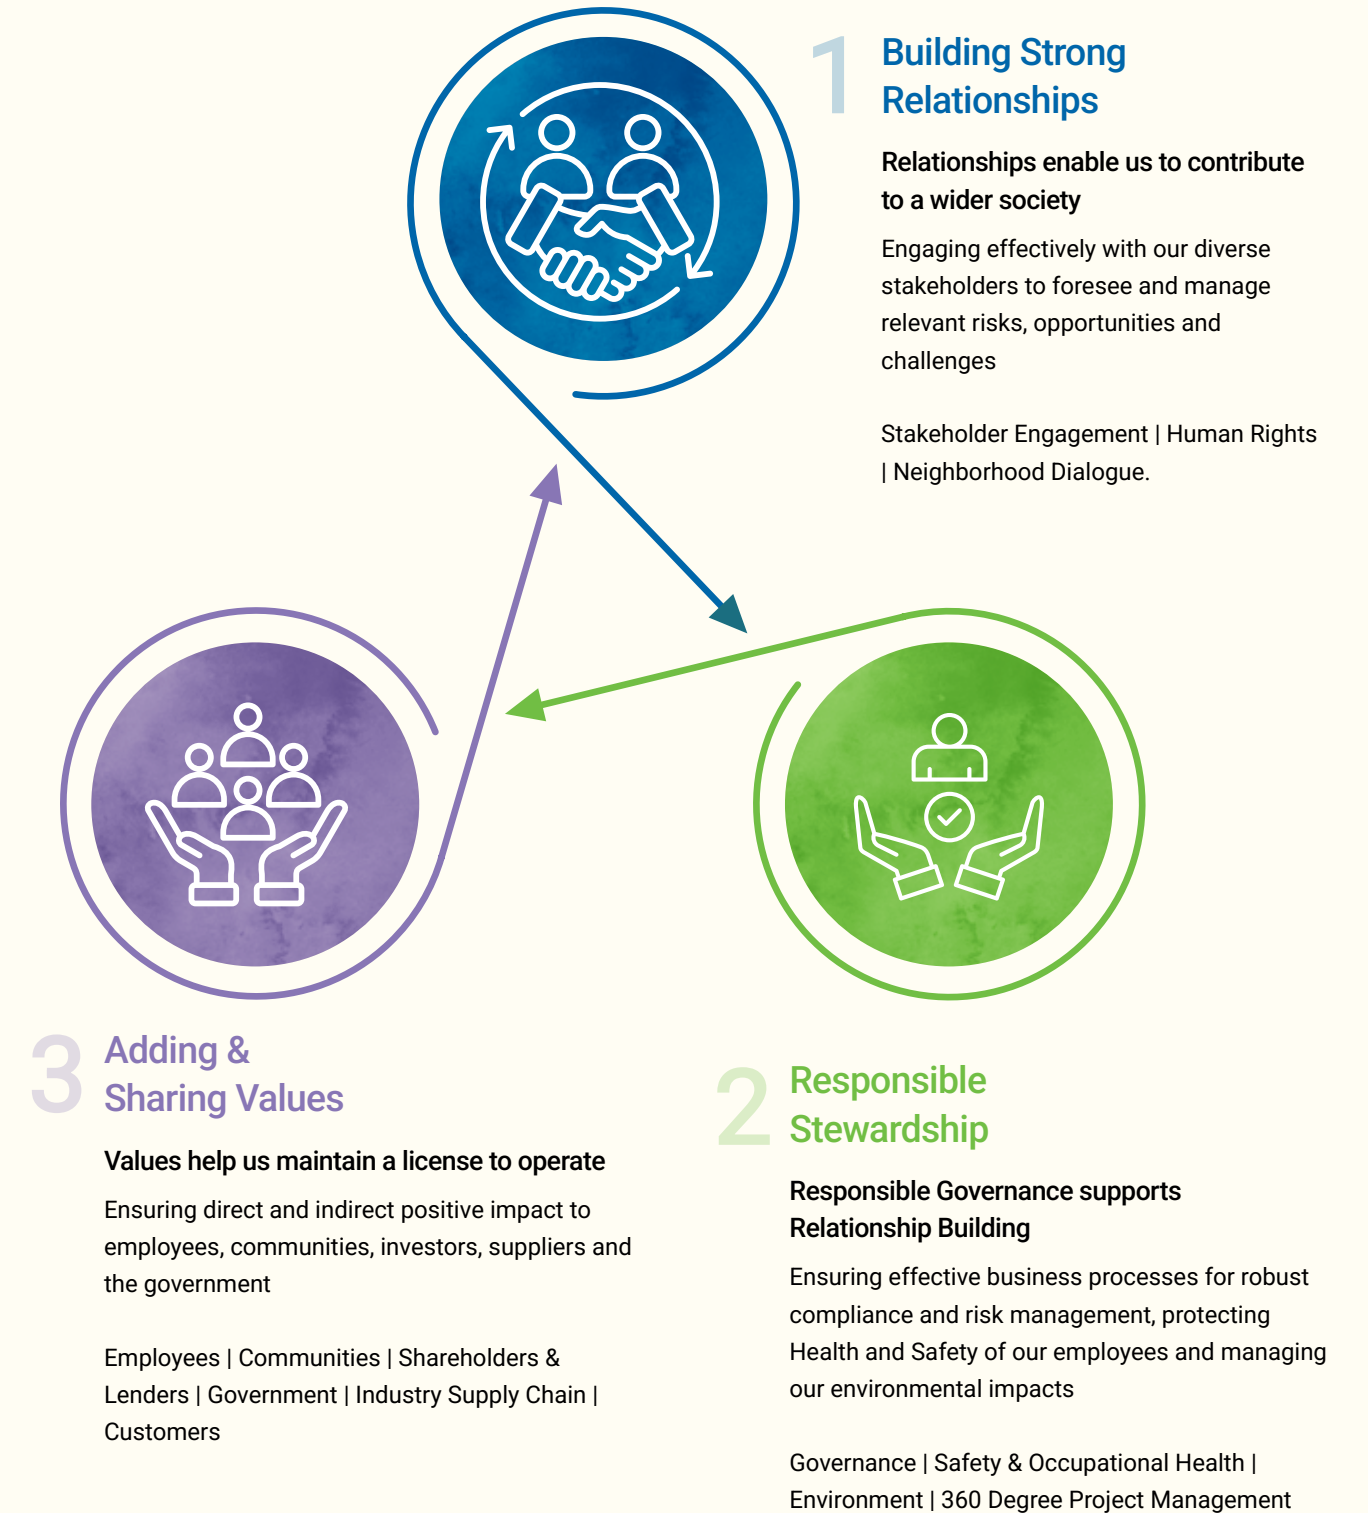 1
Building Strong
Relationships
Relationships enable us to contribute
to a wider society
Engaging effectively with our diverse
stakeholders to foresee and manage
relevant risks, opportunities and
challenges
Stakeholder Engagement | Human Rights
| Neighborhood Dialogue.
3
Adding &
Sharing Values
Values help us maintain a license to operate
Ensuring direct and indirect positive impact to
employees, communities, investors, suppliers and
the government
Employees | Communities | Shareholders &
Lenders | Government | Industry Supply Chain |
Customers
2
Responsible
Stewardship
Responsible Governance supports
Relationship Building
Ensuring effective business processes for robust
compliance and risk management, protecting
Health and Safety of our employees and managing
our environmental impacts
Governance | Safety & Occupational Health |
Environment | 360 Degree Project Management